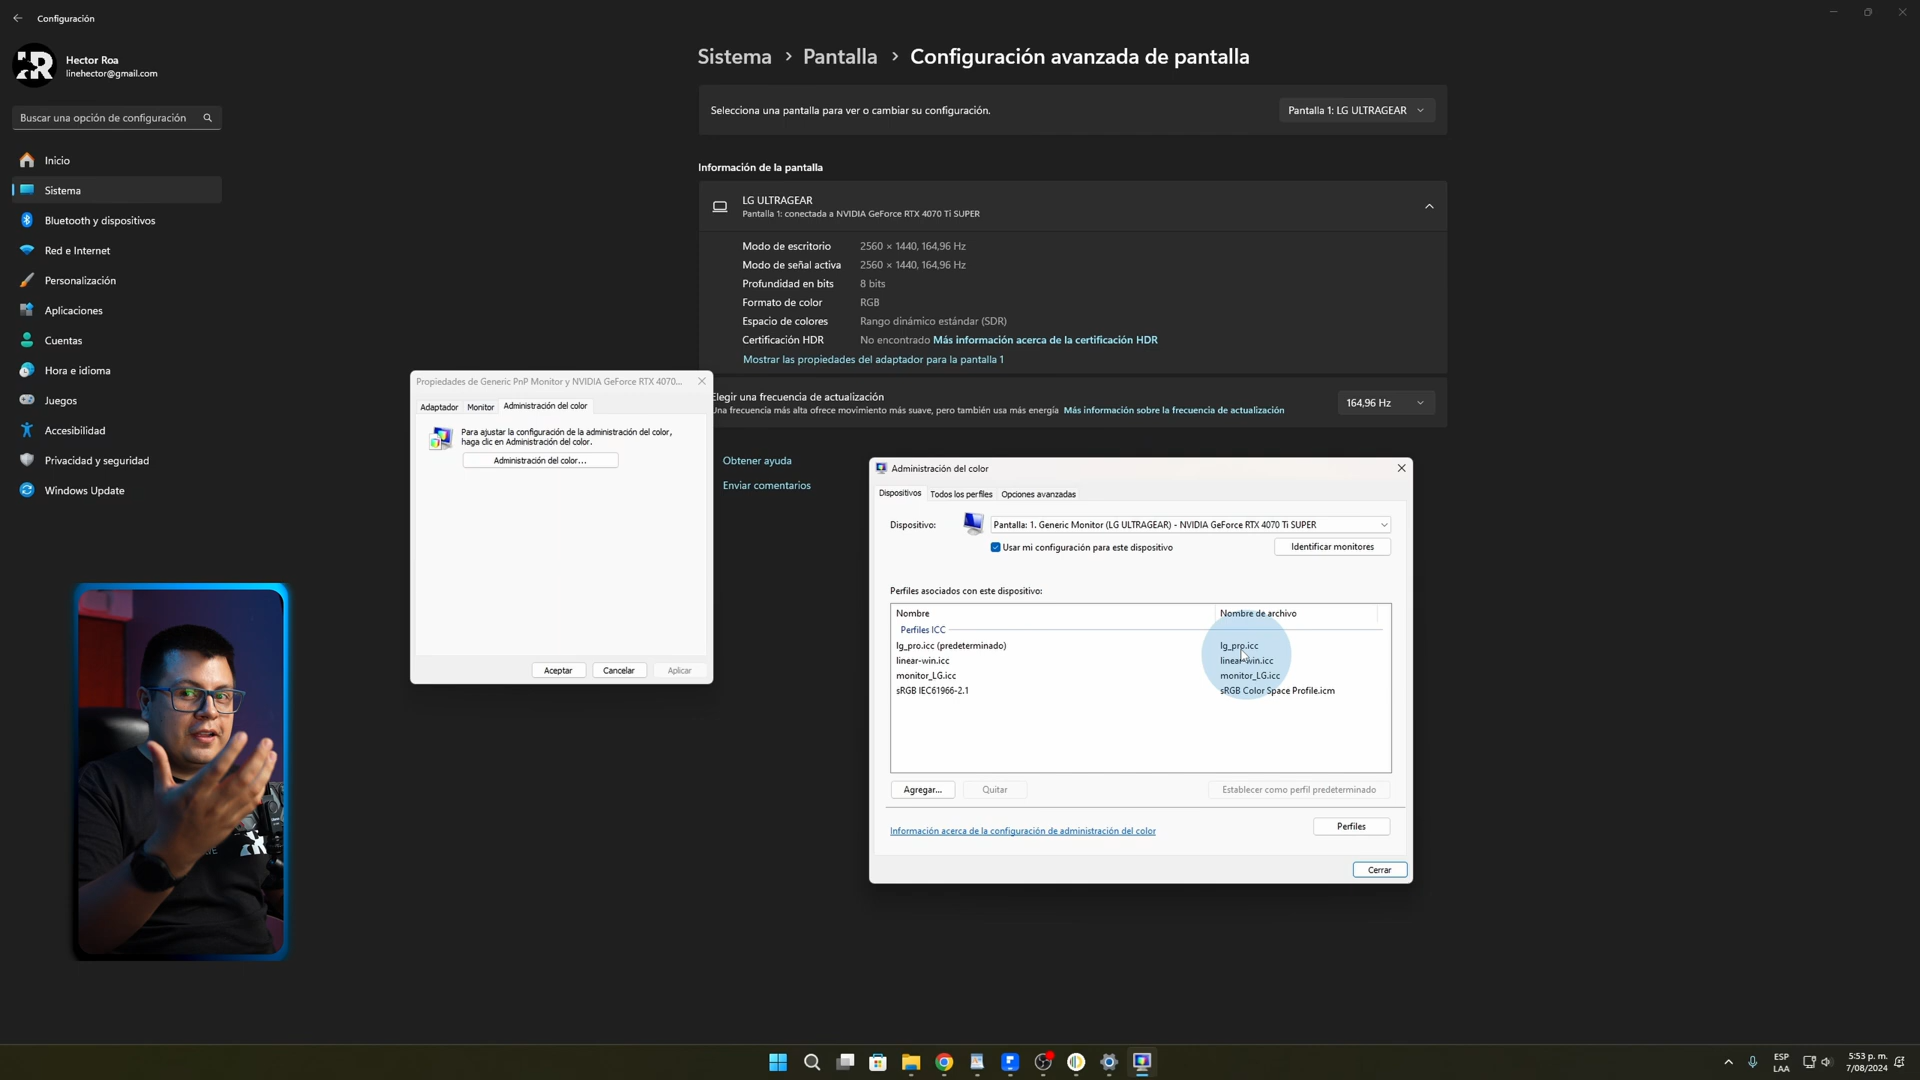 Configuración
Hector Roa
linehector@gmail.com
Buscar una opción de configuración
Inicio
Sistema
Bluetooth y dispositivos
Red e Internet
Personalización
Aplicaciones
Cuentas
Hora e idioma
Juegos
Accesibilidad
Privacidad y seguridad
Windows Update
Sistema > Pantalla > Configuración avanzada de pantalla
Selecciona una pantalla para ver o cambiar su configuración.
Pantalla 1: LG ULTRAGEAR
Información de la pantalla
LG ULTRAGEAR
Pantalla 1: conectada a NVIDIA GeForce RTX 4070 Ti SUPER
Modo de escritorio 2560 × 1440, 164,96 Hz
Modo de señal activa 2560 × 1440, 164,96 Hz
Profundidad en bits 8 bits
Formato de color RGB
Espacio de colores Rango dinámico estándar (SDR)
Certificación HDR No encontrado Más información acerca de la certificación HDR
Mostrar las propiedades del adaptador para la pantalla 1
Elegir una frecuencia de actualización
Una frecuencia más alta ofrece movimiento más suave, pero también usa más energía Más información sobre la frecuencia de actualización
164,96 Hz
Obtener ayuda
Enviar comentarios
Propiedades de Generic PnP Monitor y NVIDIA GeForce RTX 4070...
Adaptador Monitor Administración del color
Para ajustar la configuración de la administración del color,
haga clic en Administración del color.
Administración del color...
Aceptar Cancelar Aplicar
Administración del color
Dispositivos Todos los perfiles Opciones avanzadas
Dispositivo: Pantalla: 1. Generic Monitor (LG ULTRAGEAR) - NVIDIA GeForce RTX 4070 Ti SUPER
Usar mi configuración para este dispositivo Identificar monitores
Perfiles asociados con este dispositivo:
Nombre Nombre de archivo
Perfiles ICC
lg_pro.icc (predeterminado) lg_pro.icc
linear-win.icc linear-win.icc
monitor_LG.icc monitor_LG.icc
sRGB IEC61966-2.1 sRGB Color Space Profile.icm
Agregar... Quitar Establecer como perfil predeterminado
Información acerca de la configuración de administración del color Perfiles
Cerrar
ESP
LAA
5:53 p. m.
7/08/2024